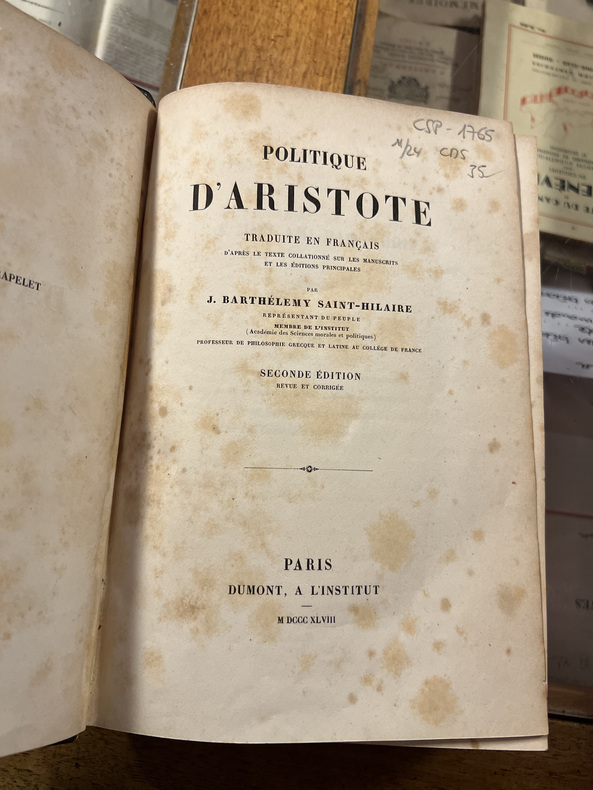 MÉMOIRES
CSP - 1765
11/24 CDS
35
APELET
POLITIQUE
D'ARISTOTE
TRADUITE EN FRANÇAIS
D'APRÈS LE TEXTE COLLATIONNÉ SUR LES MANUSCRITS
ET LES ÉDITIONS PRINCIPALES
PAR
J. BARTHÉLEMY SAINT-HILAIRE
REPRÉSENTANT DU PEUPLE
MEMBRE DE L'INSTITUT
(Académie des Sciences morales et politiques)
PROFESSEUR DE PHILOSOPHIE GRECQUE ET LATINE AU COLLÉGE DE FRANCE
SECONDE ÉDITION
REVUE ET CORRIGÉE
PARIS
DUMONT, A L'INSTITUT
M DCCC XLVIII